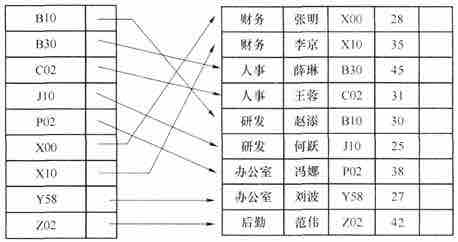 B10
B30
C02
J10
P02
X00
X10
Y58
Z02
财务 张明 X00 28
财务 李京 X10 35
人事 薛琳 B30 45
人事 王蓉 C02 31
研发 赵添 B10 30
研发 何跃 J10 25
办公室 冯娜 P02 38
办公室 刘波 Y58 27
后勤 范伟 Z02 42